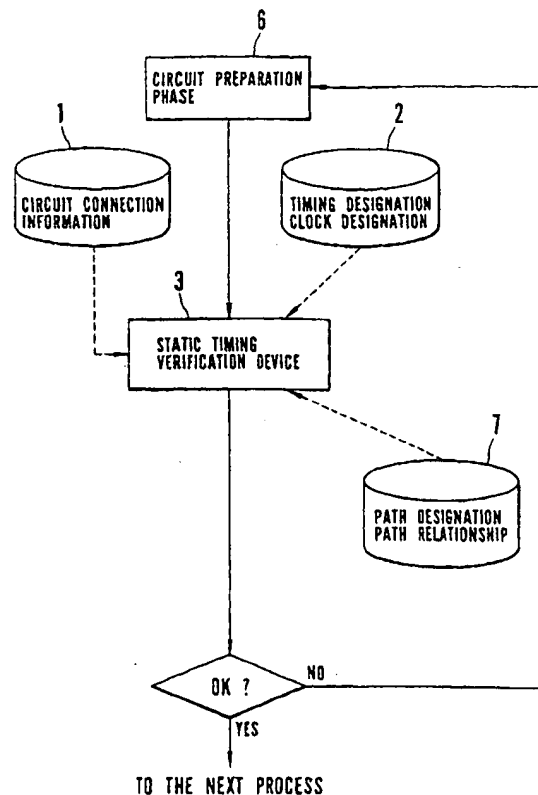 6
CIRCUIT PREPARATION
PHASE
1
2
CIRCUIT CONNECTION
INFORMATION
TIMING DESIGNATION
CLOCK DESIGNATION
3
STATIC TIMING
VERIFICATION DEVICE
7
PATH DESIGNATION
PATH RELATIONSHIP
OK ?
NO
YES
TO THE NEXT PROCESS